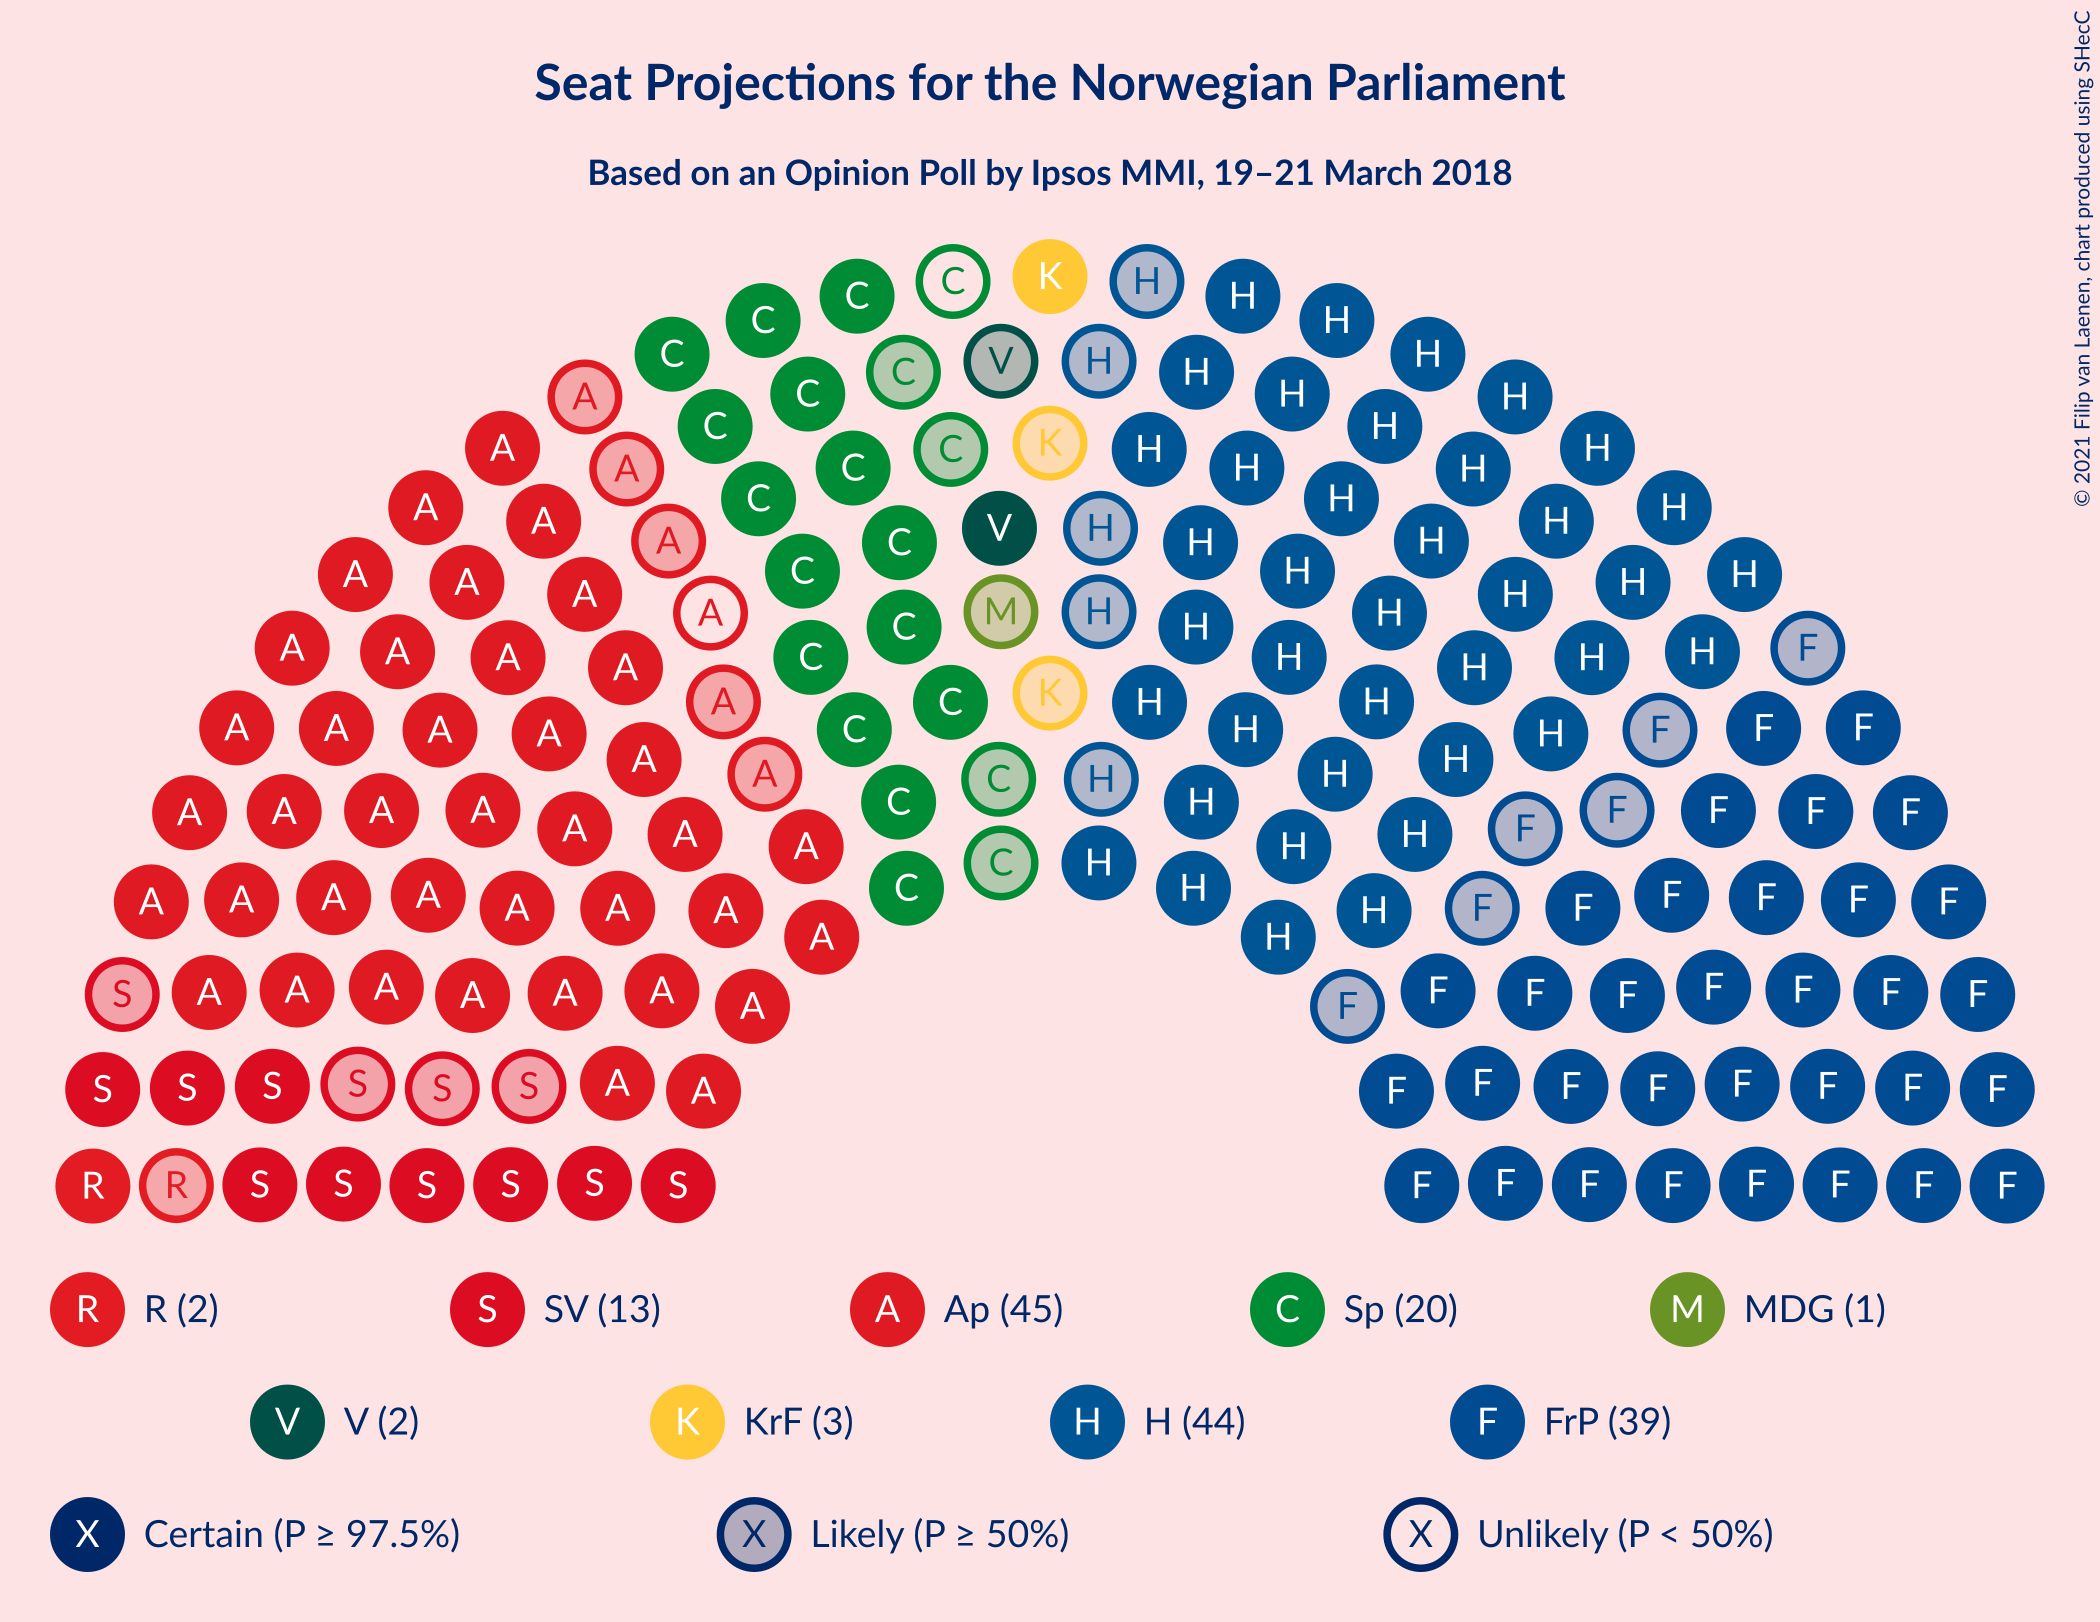 Seat Projections for the Norwegian Parliament
Based on an Opinion Poll by Ipsos MMI, 19–21 March 2018
© 2021 Filip van Laenen, chart produced using SHecC
C K H
C C H H
C C V H H
C C H H
A C K H H
A C C H H
A A C V H H
A A C C H H
A A A C M H H
A A A C C H H
A A A A C K H H F
A A A A A C C H H F F F
A A A A A A A C C H H H F F F F F
A A A A A A A A C C H H H H F F F F F F
S A A A A A A A F F F F F F F F
S S S S S S A A F F F F F F F F
R R S S S S S S F F F F F F F F
R R (2) S SV (13) A Ap (45) C Sp (20) M MDG (1)
V V (2) K KrF (3) H H (44) F FrP (39)
X Certain (P ≥ 97.5%) X Likely (P ≥ 50%) X Unlikely (P < 50%)